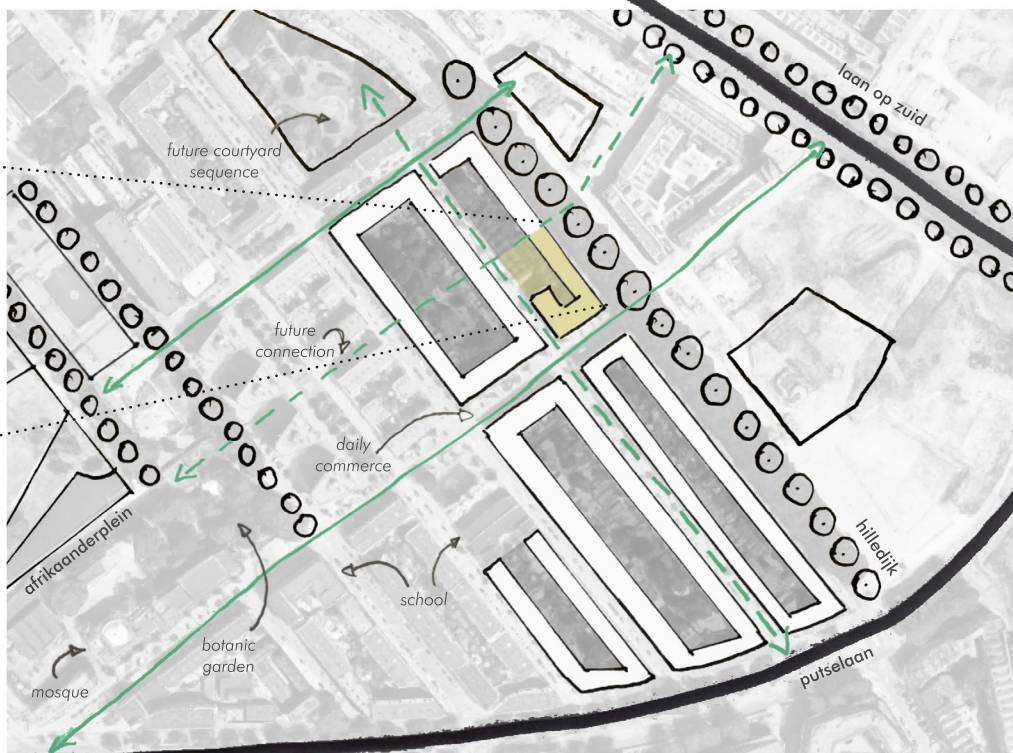 laan op zuid
future courtyard
sequence
future
connection
daily
commerce
afrikaanderplein
hilledijk
school
botanic
garden
mosque
putselaan